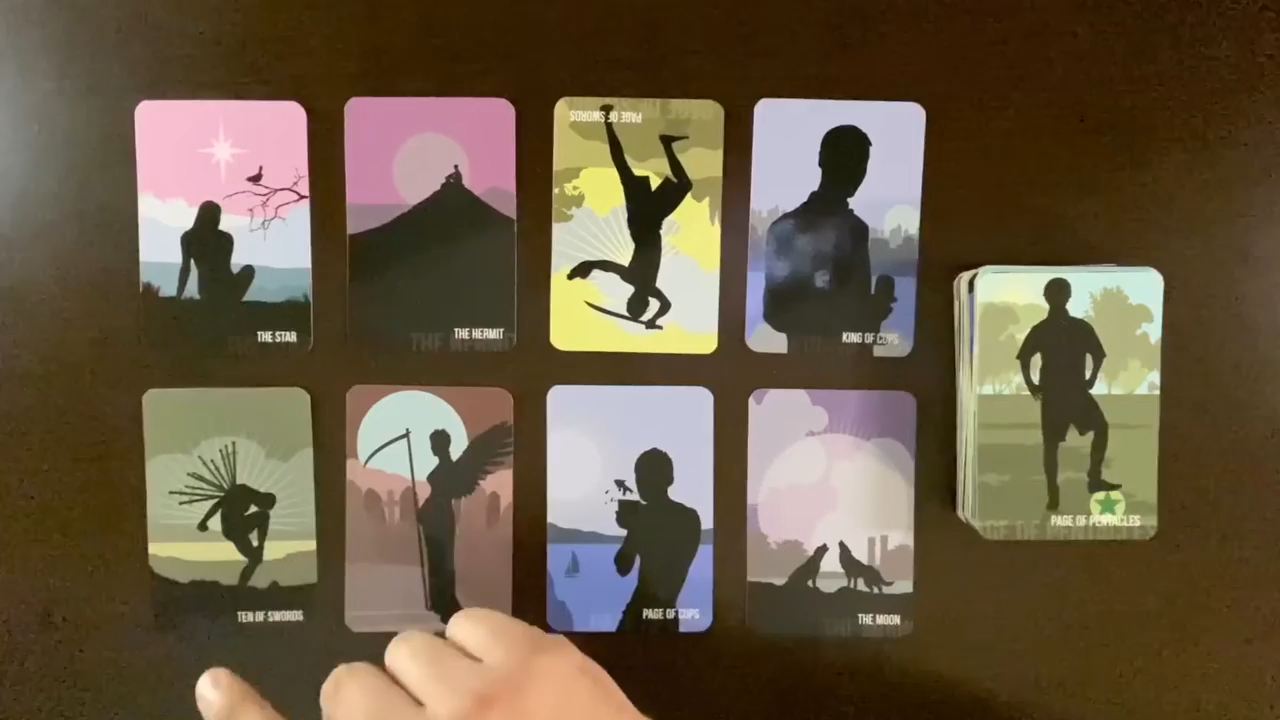 THE STAR
THE HERMIT
PAGE OF SWORDS
KING OF CUPS
TEN OF SWORDS
PAGE OF CUPS
THE MOON
PAGE OF PENTACLES